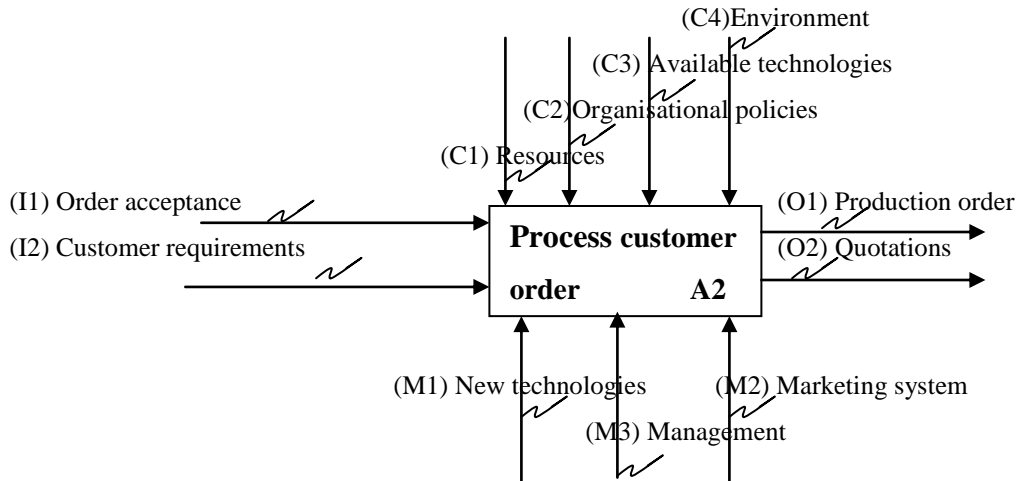 (C4)Environment
(C3) Available technologies
(C2)Organisational policies
(C1) Resources
(I1) Order acceptance
(O1) Production order
(I2) Customer requirements
Process customer
order A2
(O2) Quotations
(M1) New technologies
(M2) Marketing system
(M3) Management